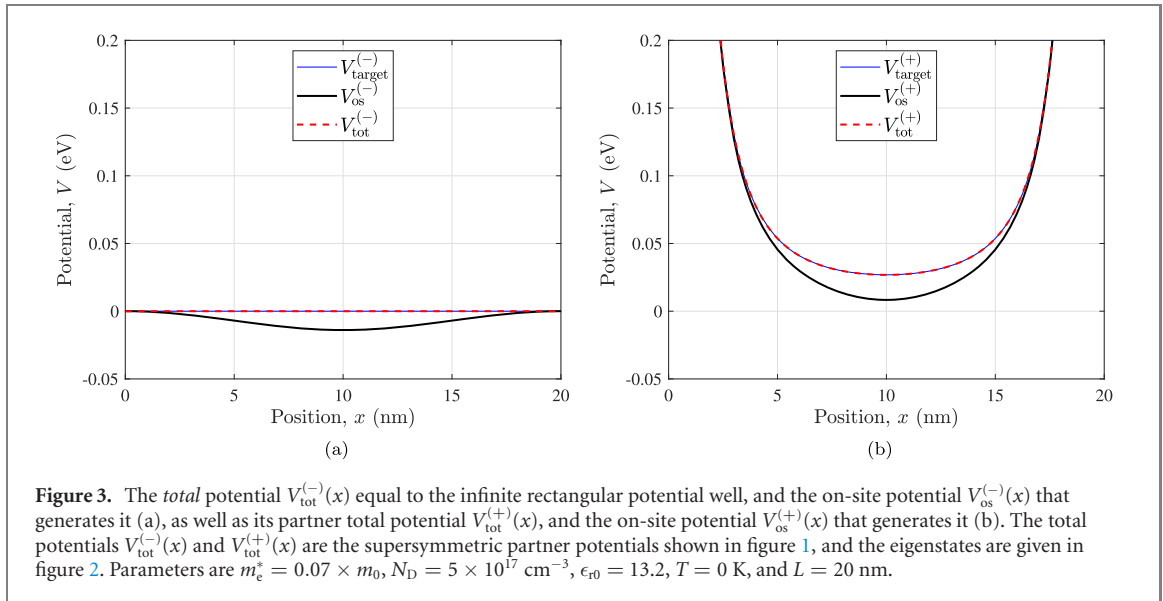 0.2
0.15
0.1
0.05
0
-0.05
Potential, V (eV)
V_target^(−)
V_os^(−)
V_tot^(−)
0 5 10 15 20
Position, x (nm)
(a)
0.2
0.15
0.1
0.05
0
-0.05
Potential, V (eV)
V_target^(+)
V_os^(+)
V_tot^(+)
0 5 10 15 20
Position, x (nm)
(b)
Figure 3. The total potential V_tot^(−)(x) equal to the infinite rectangular potential well, and the on-site potential V_os^(−)(x) that
generates it (a), as well as its partner total potential V_tot^(+)(x), and the on-site potential V_os^(+)(x) that generates it (b). The total
potentials V_tot^(−)(x) and V_tot^(+)(x) are the supersymmetric partner potentials shown in figure 1, and the eigenstates are given in
figure 2. Parameters are m_e^* = 0.07 × m_0, N_D = 5 × 10^17 cm^−3, ϵ_r0 = 13.2, T = 0 K, and L = 20 nm.